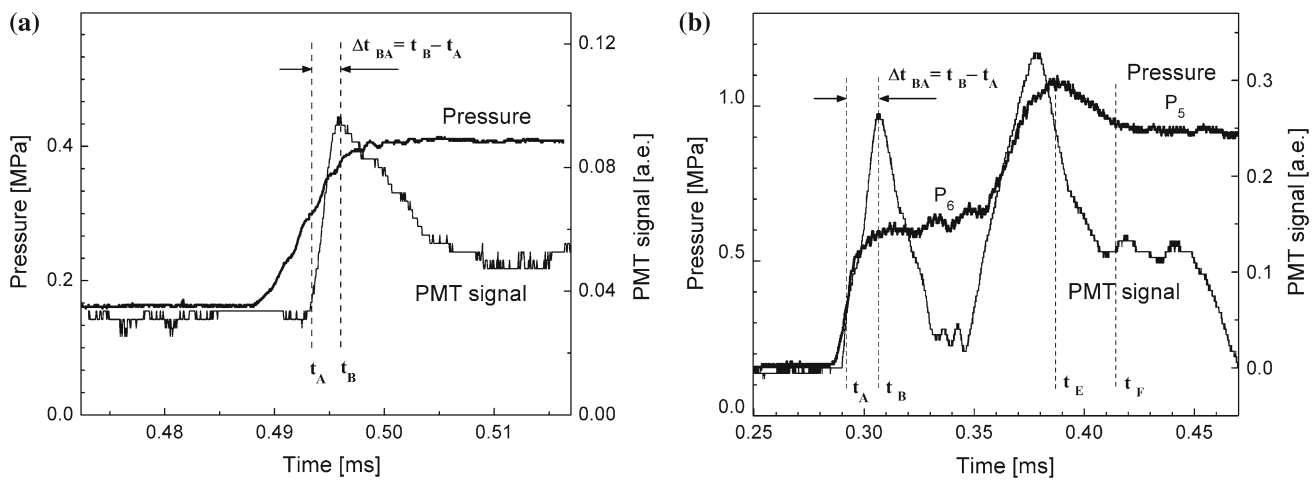 (a)
Δt BA = t B – t A
Pressure
PMT signal
t A
t B
0.0
0.2
0.4
Pressure [MPa]
0.00
0.04
0.08
0.12
PMT signal [a.e.]
0.48
0.49
0.50
0.51
Time [ms]
(b)
Δt BA = t B – t A
Pressure
P5
P6
PMT signal
t A
t B
t E
t F
0.0
0.5
1.0
Pressure [MPa]
0.0
0.1
0.2
0.3
PMT signal [a.e.]
0.25
0.30
0.35
0.40
0.45
Time [ms]